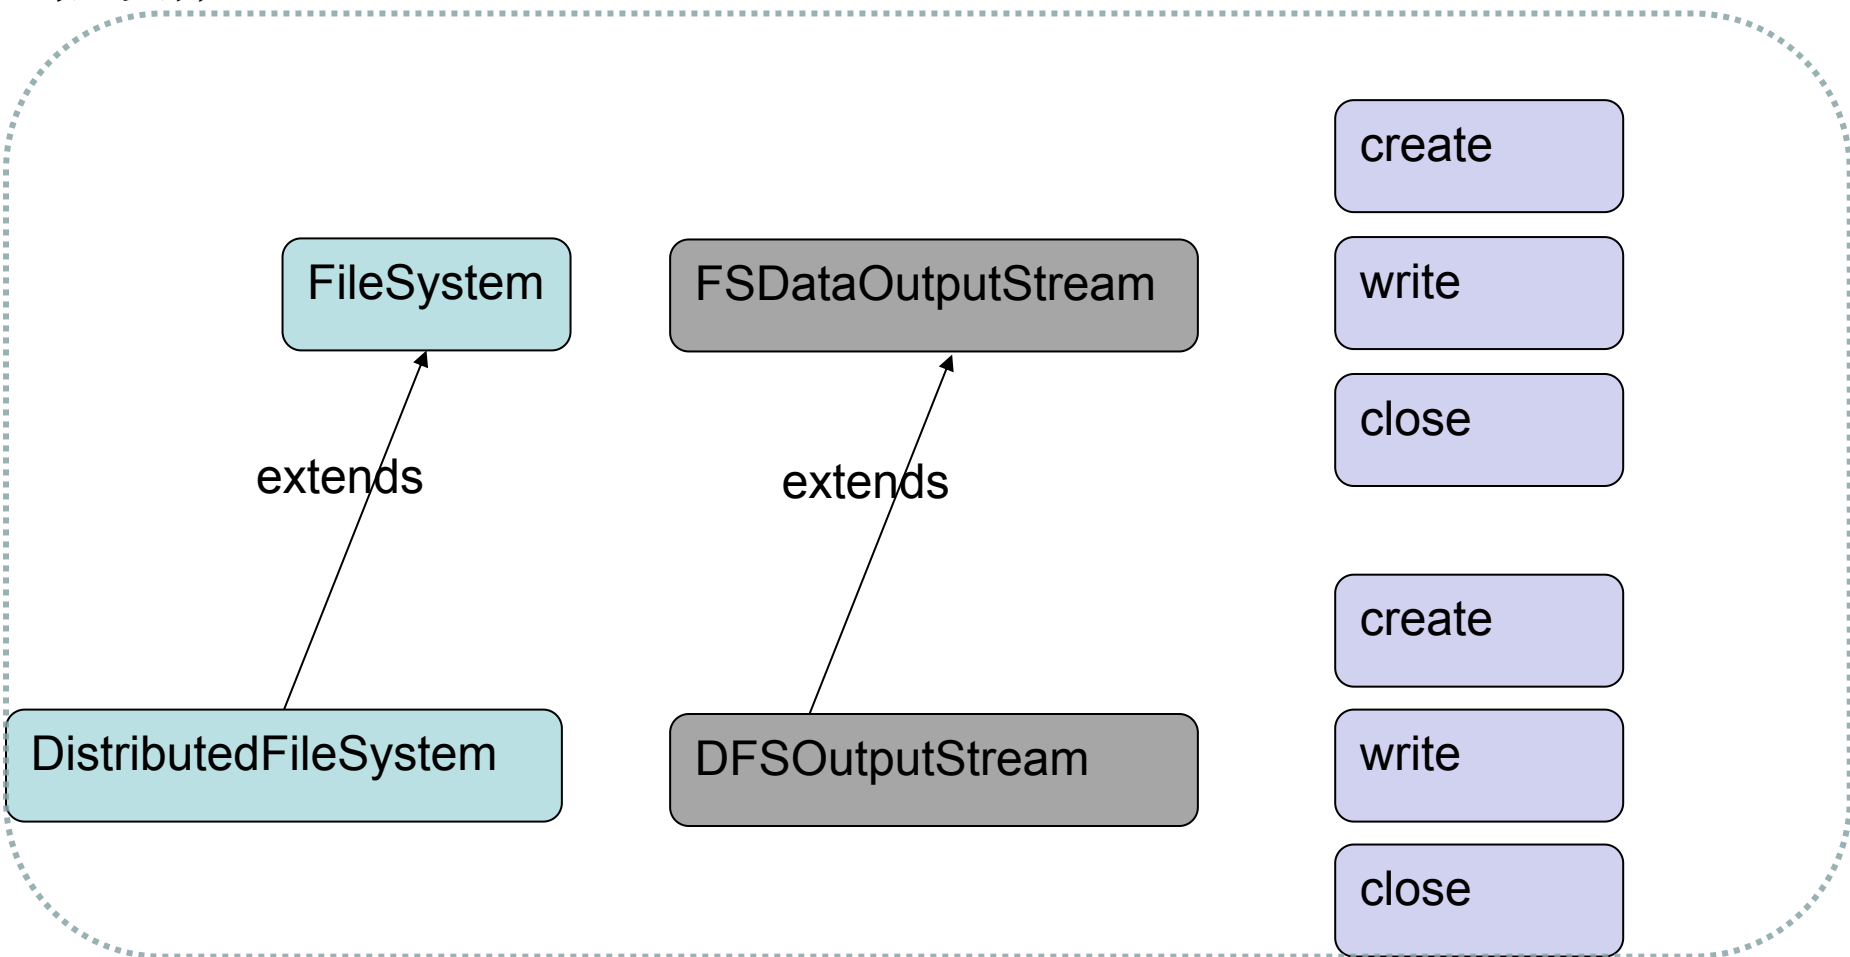 create
FileSystem
FSDataOutputStream
write
close
extends
extends
create
DistributedFileSystem
DFSOutputStream
write
close